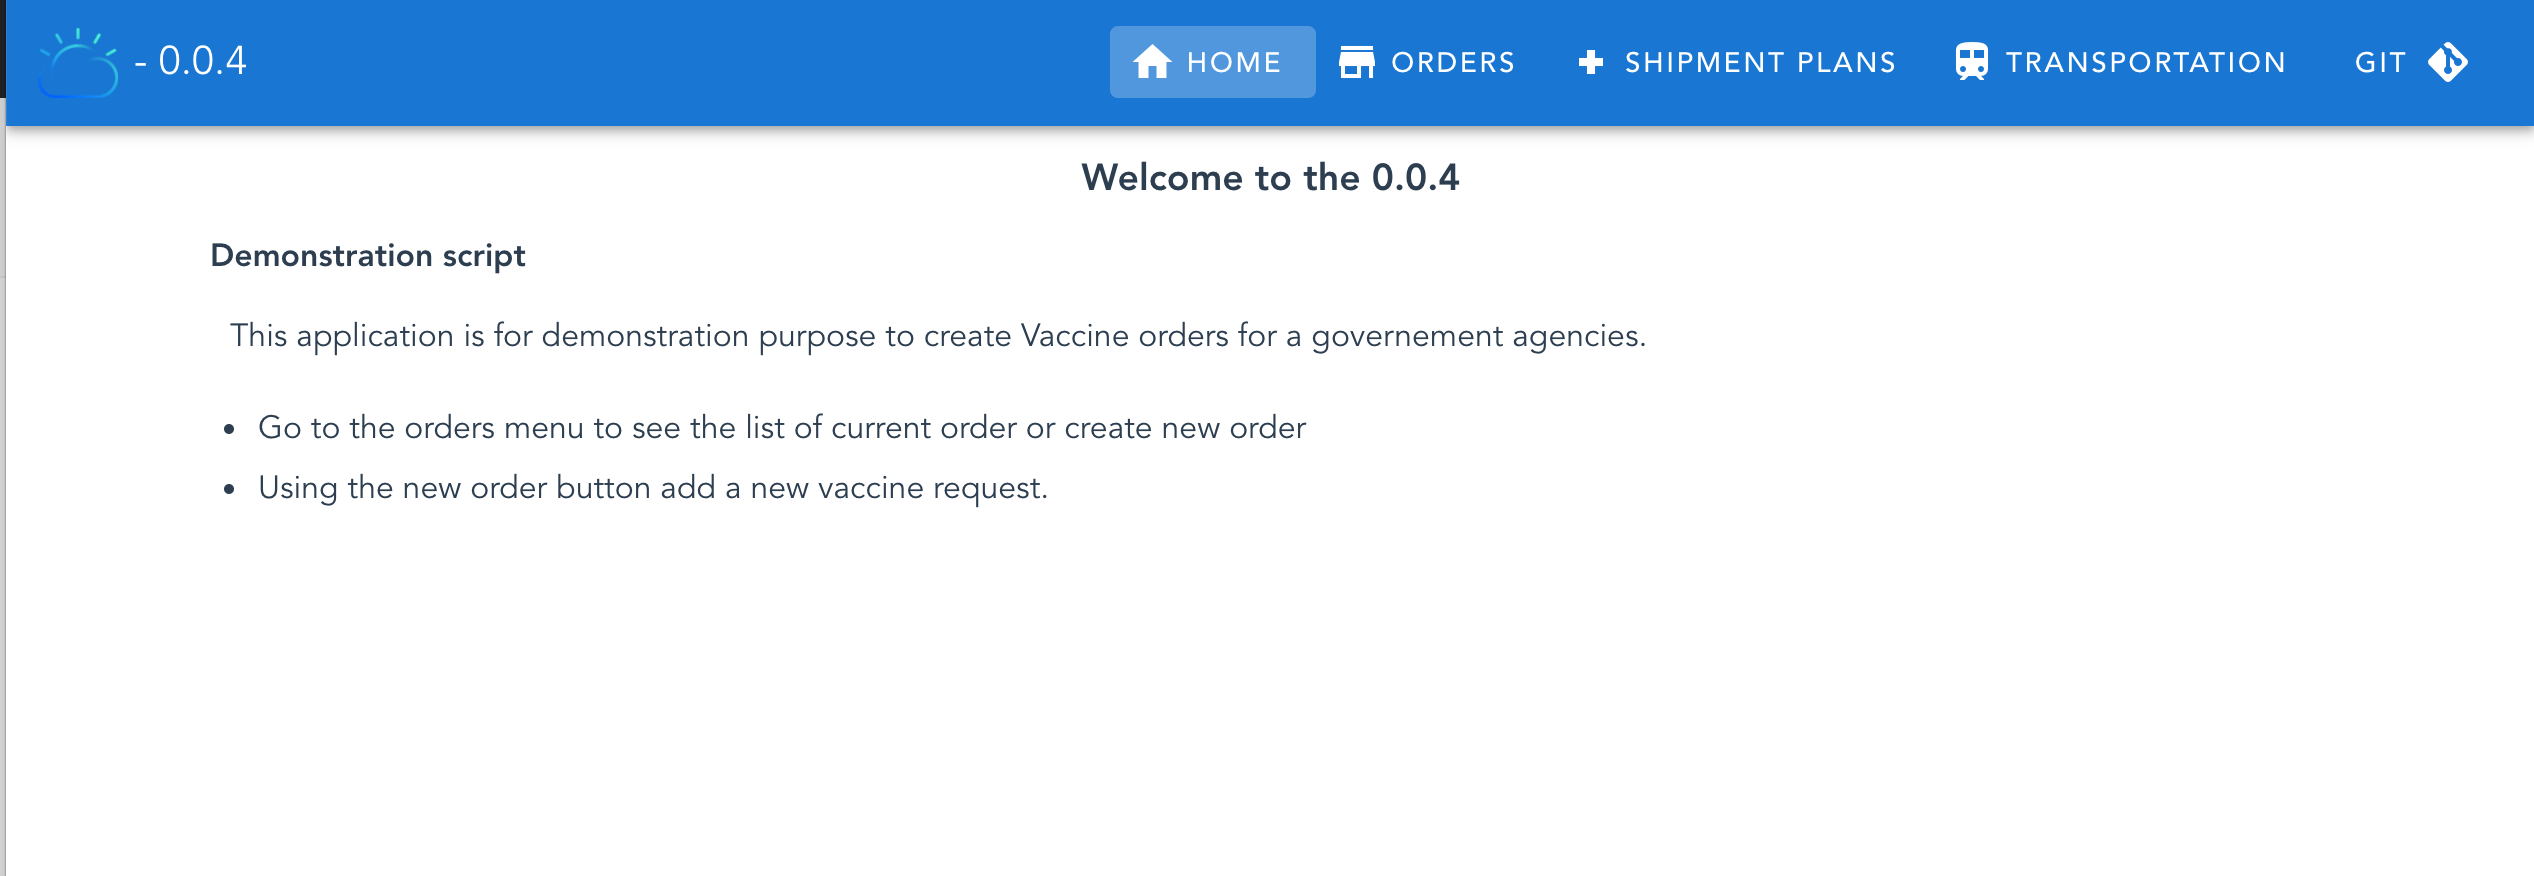 - 0.0.4 HOME ORDERS SHIPMENT PLANS TRANSPORTATION GIT
Welcome to the 0.0.4
Demonstration script
This application is for demonstration purpose to create Vaccine orders for a governement agencies.
• Go to the orders menu to see the list of current order or create new order
• Using the new order button add a new vaccine request.